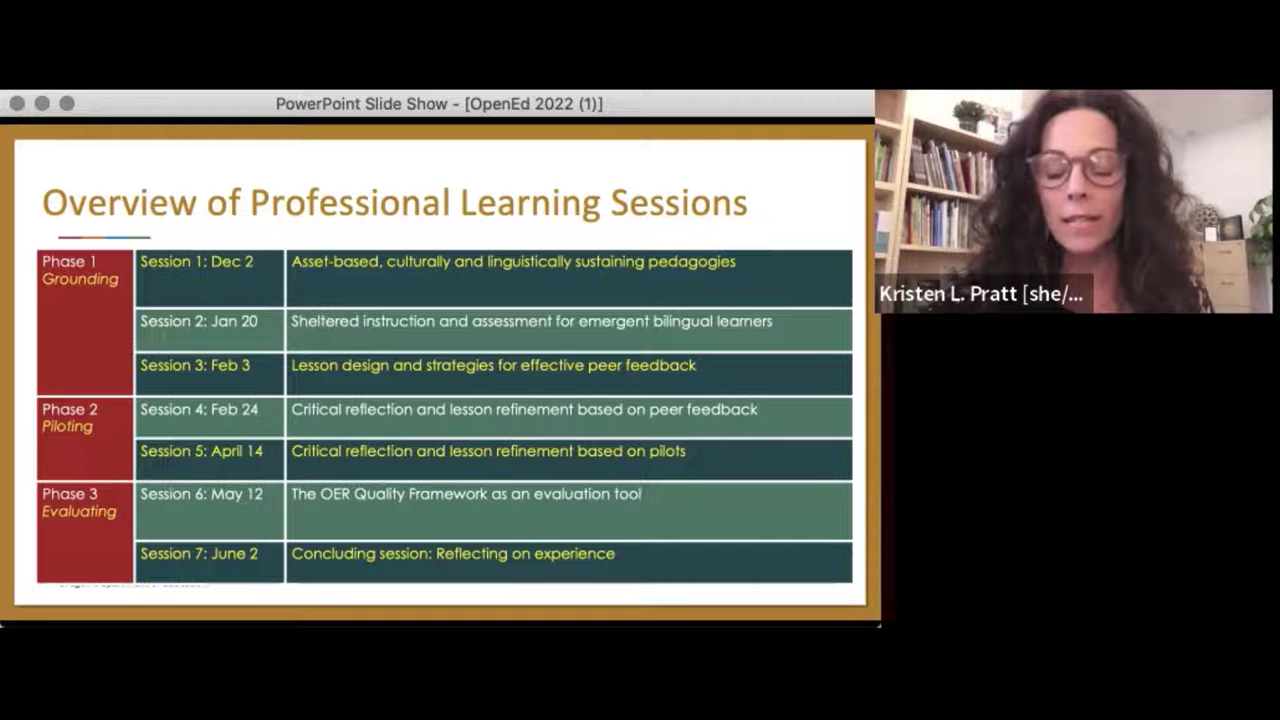 PowerPoint Slide Show - [OpenEd 2022 (1)]
Overview of Professional Learning Sessions
Phase 1
Grounding
Session 1: Dec 2
Asset-based, culturally and linguistically sustaining pedagogies
Session 2: Jan 20
Sheltered instruction and assessment for emergent bilingual learners
Session 3: Feb 3
Lesson design and strategies for effective peer feedback
Phase 2
Piloting
Session 4: Feb 24
Critical reflection and lesson refinement based on peer feedback
Session 5: April 14
Critical reflection and lesson refinement based on pilots
Phase 3
Evaluating
Session 6: May 12
The OER Quality Framework as an evaluation tool
Session 7: June 2
Concluding session: Reflecting on experience
Kristen L. Pratt [she/...